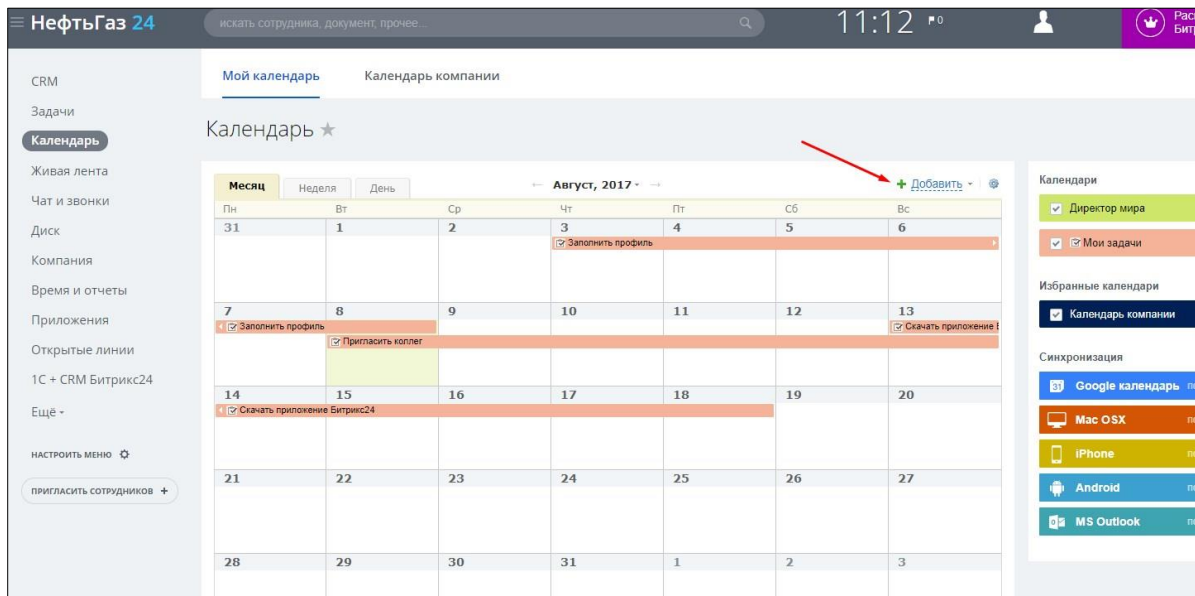 НефтьГаз 24
искать сотрудника, документ, прочее...
11:12
0
CRM
Задачи
Календарь
Живая лента
Чат и звонки
Диск
Компания
Время и отчеты
Приложения
Открытые линии
1С + CRM Битрикс24
Ещё
НАСТРОИТЬ МЕНЮ
ПРИГЛАСИТЬ СОТРУДНИКОВ +
Мой календарь
Календарь компании
Календарь
Месяц
Неделя
День
← Август, 2017 →
+ Добавить
Пн Вт Ср Чт Пт Сб Вс
31 1 2 3 4 5 6
Заполнить профиль
7 8 9 10 11 12 13
Заполнить профиль
Скачать приложение
Пригласить коллег
14 15 16 17 18 19 20
Скачать приложение Битрикс24
21 22 23 24 25 26 27
28 29 30 31 1 2 3
Календари
Директор мира
Мои задачи
Избранные календари
Календарь компании
Синхронизация
31 Google календарь
Mac OSX
iPhone
Android
MS Outlook